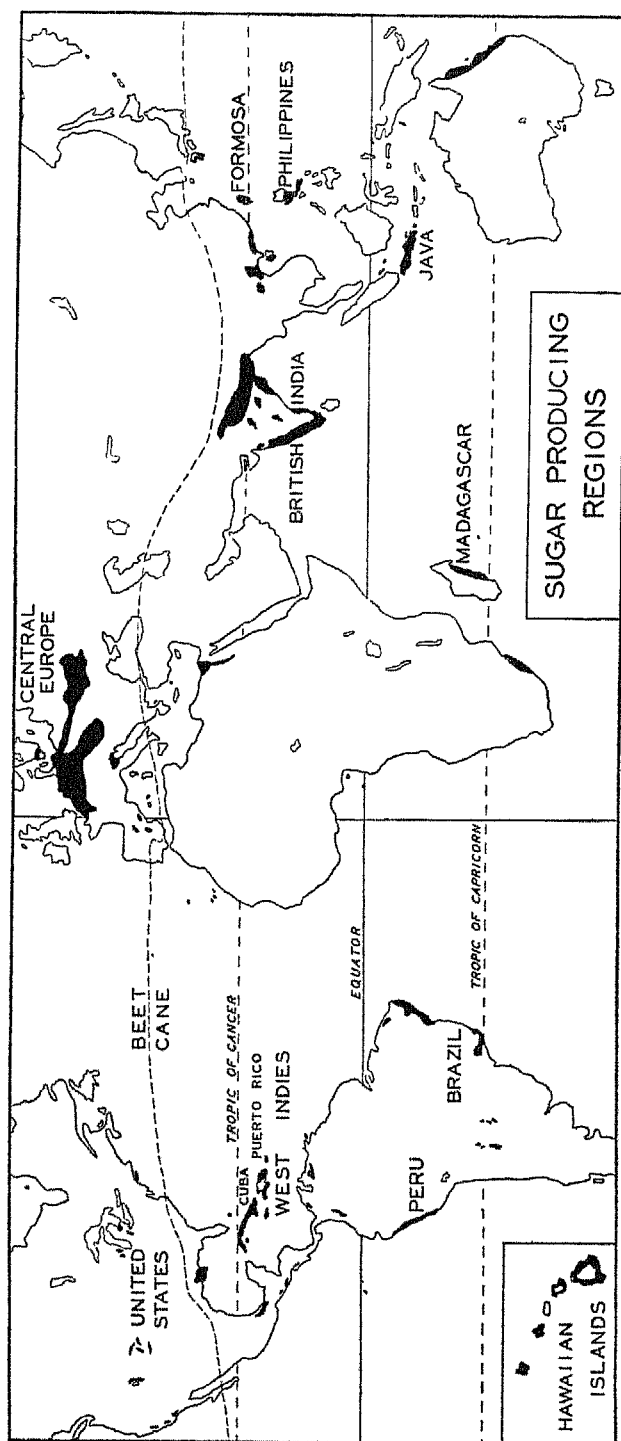 SUGAR PRODUCING
REGIONS
CENTRAL
EUROPE
UNITED
STATES
BEET
CANE
TROPIC OF CANCER
CUBA
PUERTO RICO
WEST INDIES
BRITISH INDIA
FORMOSA
PHILIPPINES
EQUATOR
JAVA
PERU
BRAZIL
MADAGASCAR
TROPIC OF CAPRICORN
HAWAIIAN
ISLANDS